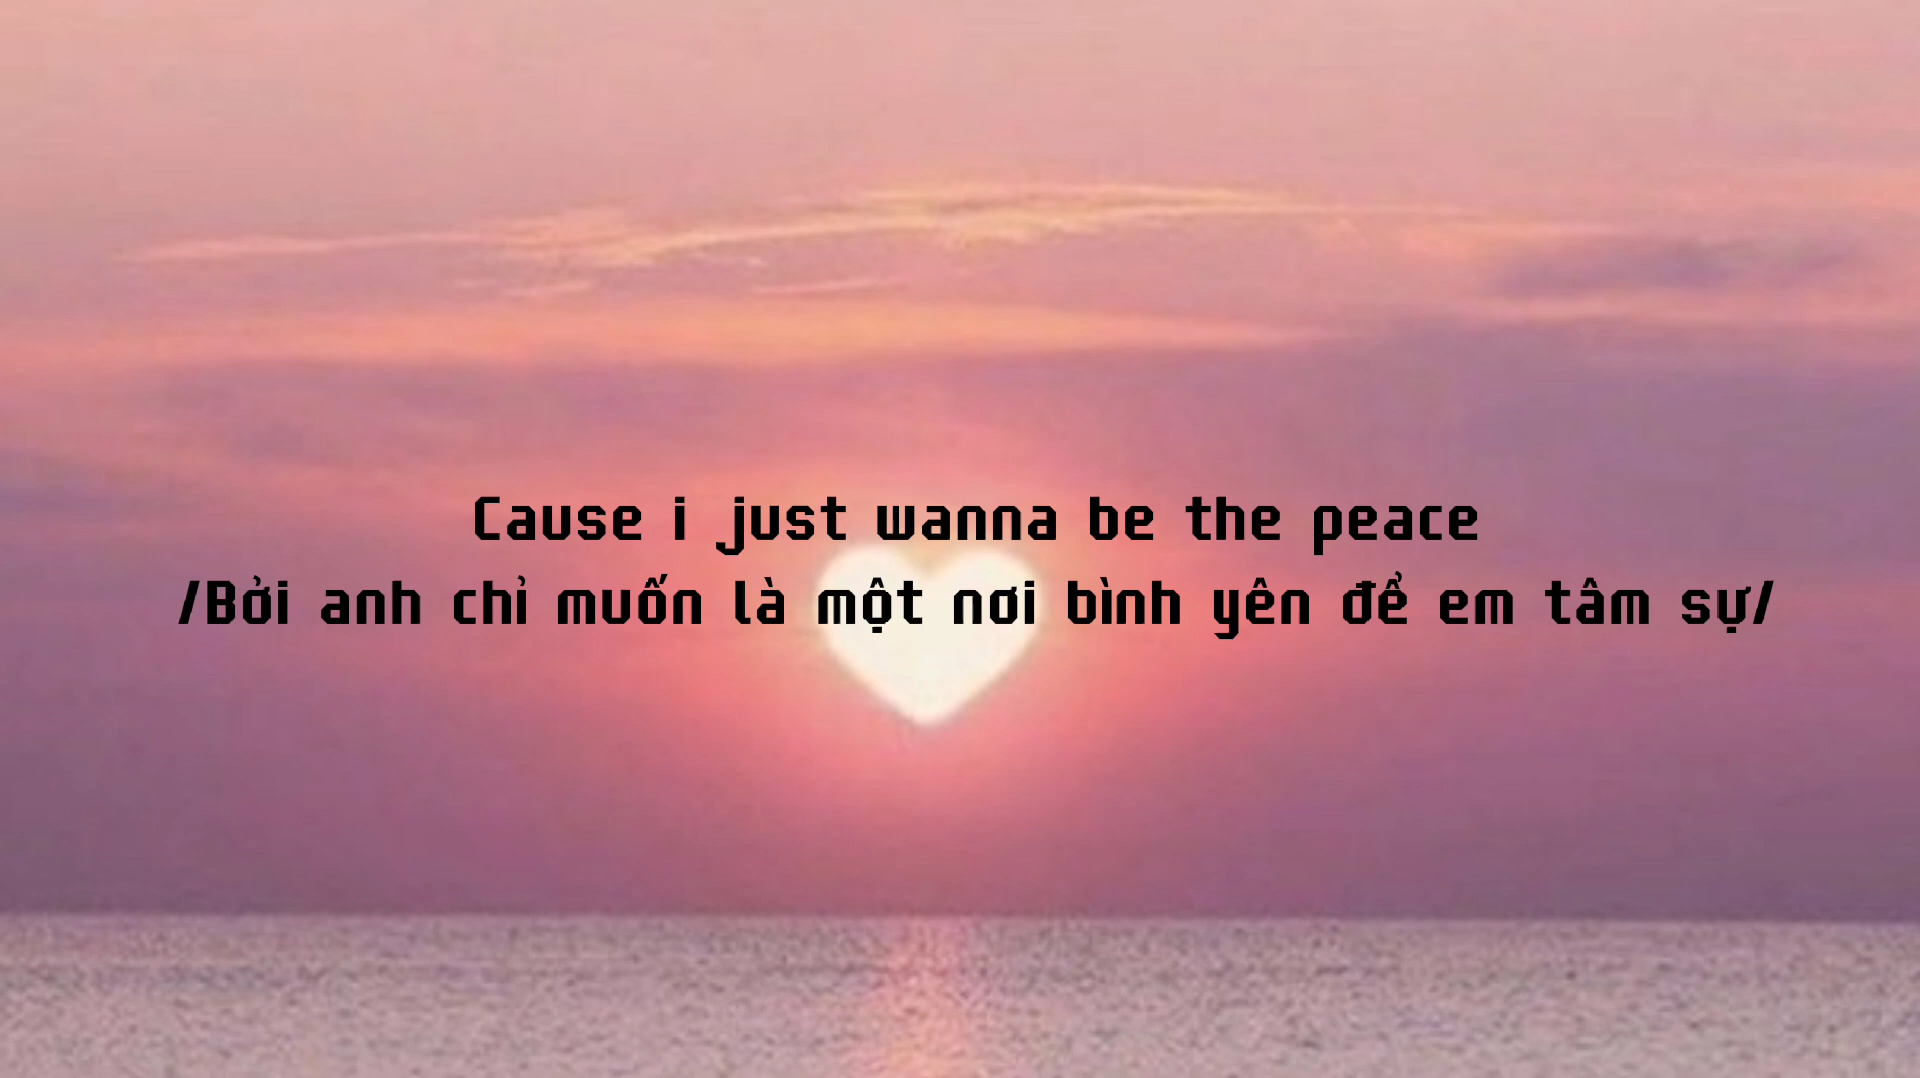 Cause i just wanna be the peace
/Bởi anh chỉ muốn là một nơi bình yên để em tâm sự/